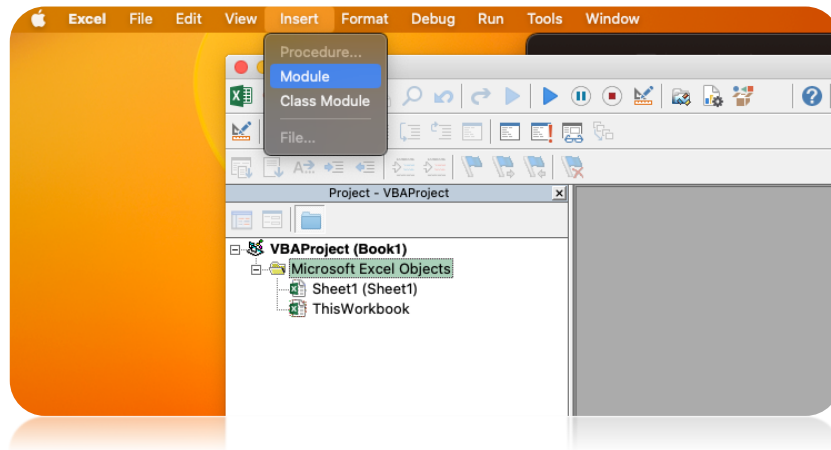 Excel File Edit View Insert Format Debug Run Tools Window
Procedure...
Module
Class Module
File...
Project - VBAProject
VBAProject (Book1)
Microsoft Excel Objects
Sheet1 (Sheet1)
ThisWorkbook